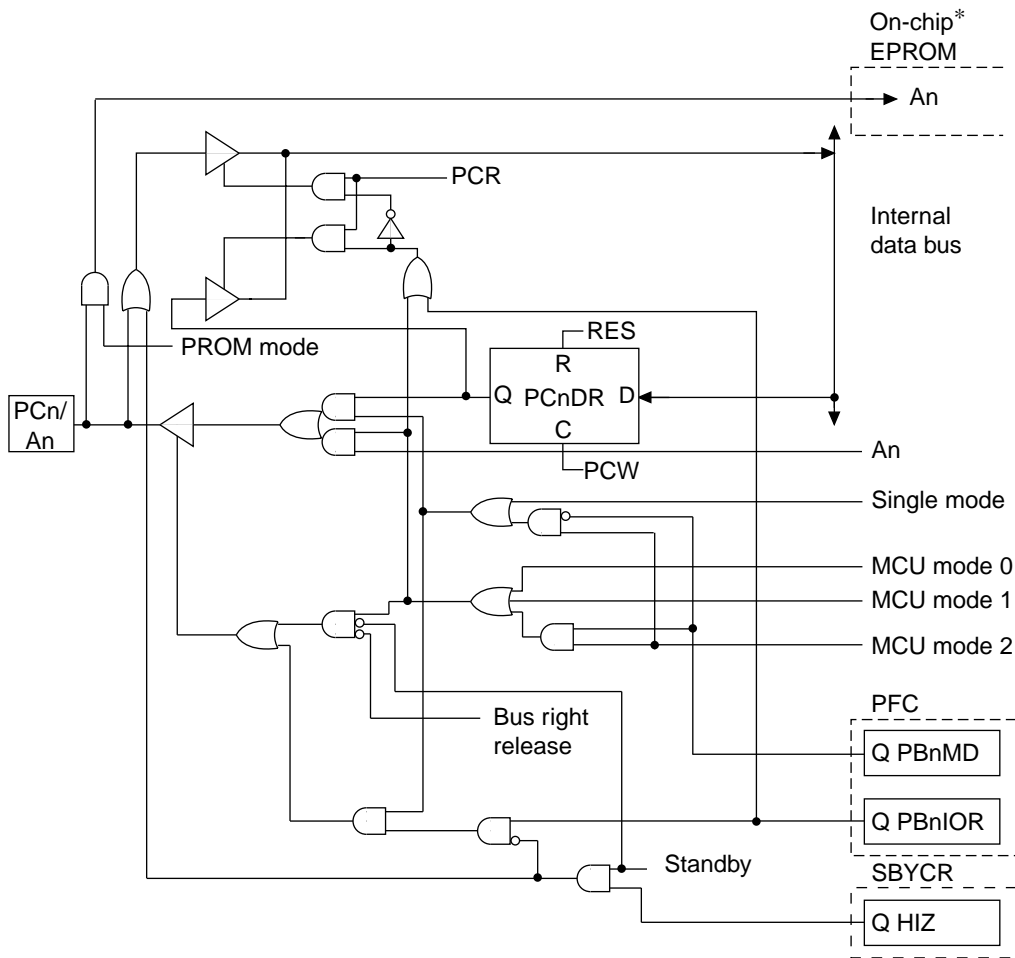 On-chip*
EPROM
An
PCR
Internal
data bus
PROM mode
RES
R
Q PCnDR D
C
PCn/
An
PCW
An
Single mode
MCU mode 0
MCU mode 1
MCU mode 2
PFC
Bus right
release
Q PBnMD
Q PBnIOR
Standby
SBYCR
Q HIZ